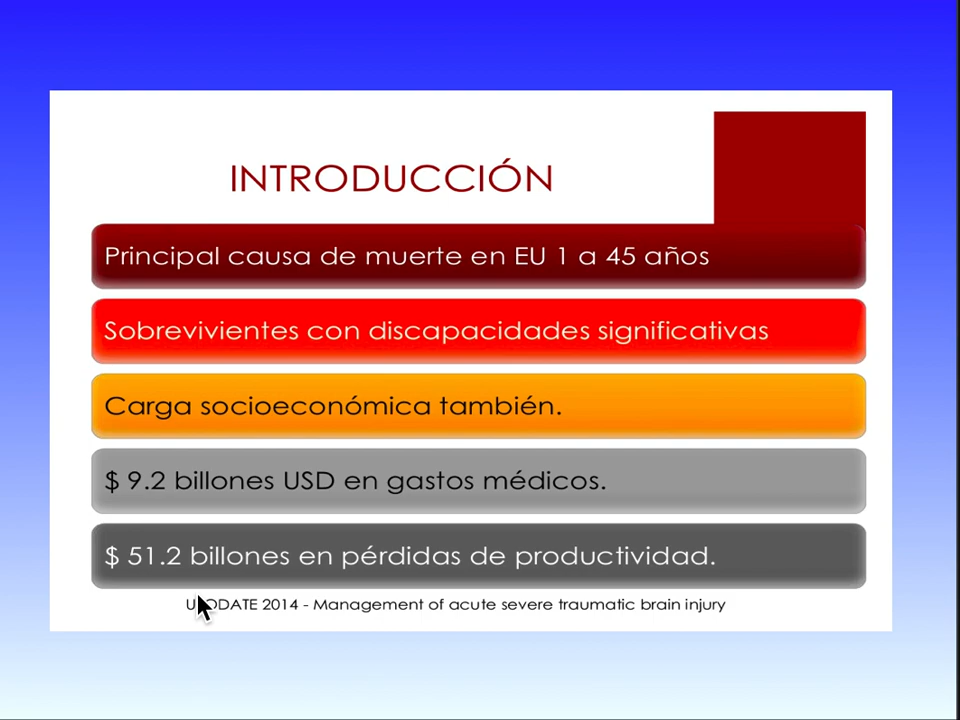 INTRODUCCIÓN
Principal causa de muerte en EU 1 a 45 años
Sobrevivientes con discapacidades significativas
Carga socioeconómica también.
$ 9.2 billones USD en gastos médicos.
$ 51.2 billones en pérdidas de productividad.
2014 - Management of acute severe traumatic brain injury